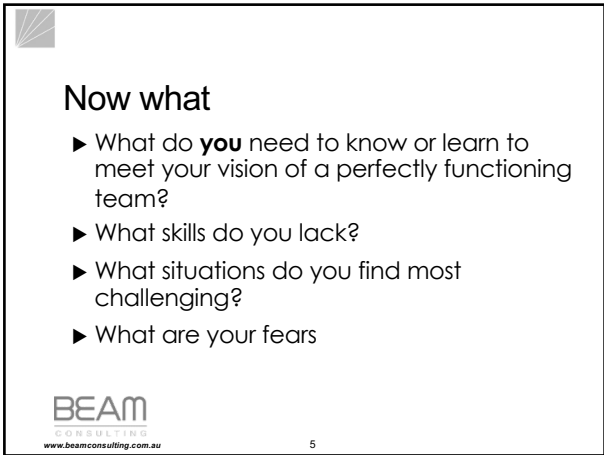 Now what
▶ What do you need to know or learn to
meet your vision of a perfectly functioning
team?
▶ What skills do you lack?
▶ What situations do you find most
challenging?
▶ What are your fears
BEAM
CONSULTING
www.beamconsulting.com.au
5